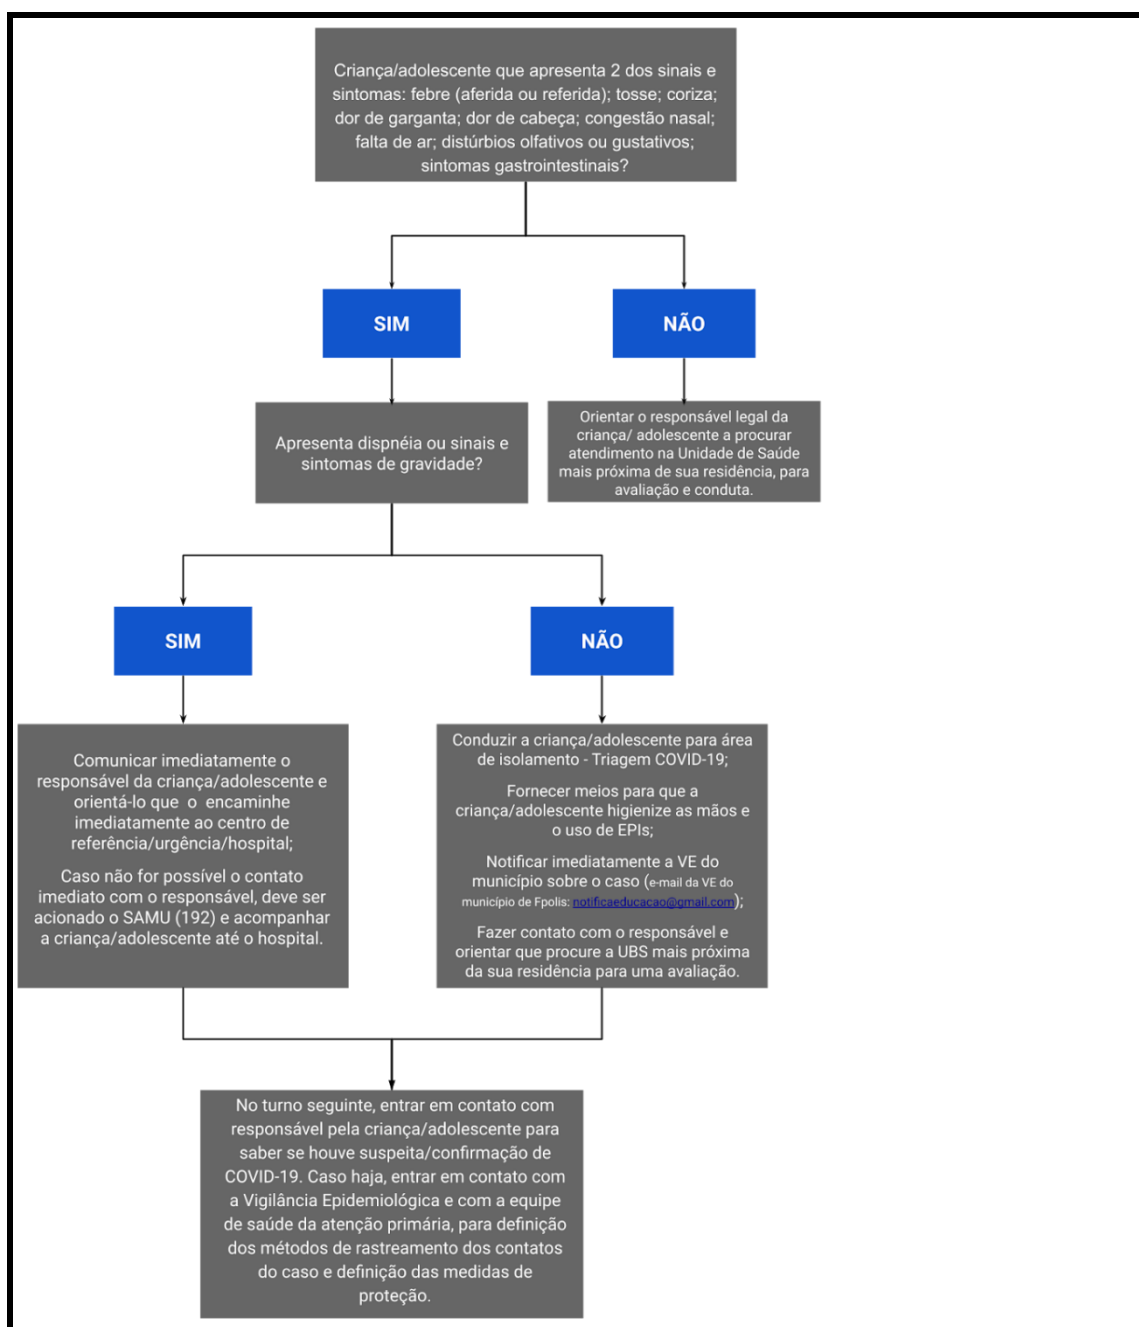 Criança/adolescente que apresenta 2 dos sinais e
sintomas: febre (aferida ou referida); tosse; coriza;
dor de garganta; dor de cabeça; congestão nasal;
falta de ar; distúrbios olfativos ou gustativos;
sintomas gastrointestinais?
SIM
NÃO
Apresenta dispnéia ou sinais e
sintomas de gravidade?
Orientar o responsável legal da
criança/ adolescente a procurar
atendimento na Unidade de Saúde
mais próxima de sua residência, para
avaliação e conduta.
SIM
NÃO
Comunicar imediatamente o
responsável da criança/adolescente e
orientá-lo que o encaminhe
imediatamente ao centro de
referência/urgência/hospital;
Caso não for possível o contato
imediato com o responsável, deve ser
acionado o SAMU (192) e acompanhar
a criança/adolescente até o hospital.
Conduzir a criança/adolescente para área
de isolamento - Triagem COVID-19;
Fornecer meios para que a
criança/adolescente higienize as mãos e
o uso de EPIs;
Notificar imediatamente a VE do
município sobre o caso (e-mail da VE do
município de Fpolis: notificaeducacao@gmail.com);
Fazer contato com o responsável e
orientar que procure a UBS mais próxima
da sua residência para uma avaliação.
No turno seguinte, entrar em contato com
responsável pela criança/adolescente para
saber se houve suspeita/confirmação de
COVID-19. Caso haja, entrar em contato com
a Vigilância Epidemiológica e com a equipe
de saúde da atenção primária, para definição
dos métodos de rastreamento dos contatos
do caso e definição das medidas de
proteção.